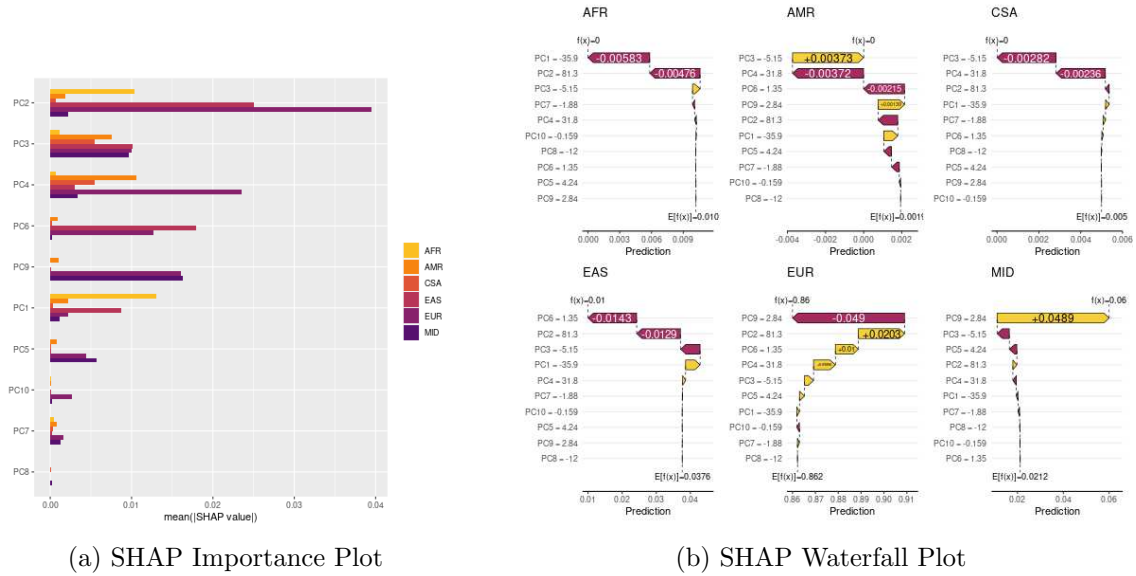 PC2
PC3
PC4
PC6
PC9
PC1
PC5
PC10
PC7
PC8
0.00
0.01
0.02
0.03
0.04
mean(|SHAP value|)
AFR
AMR
CSA
EAS
EUR
MID
(a) SHAP Importance Plot
AFR
f(x)=0
PC1 = -35.9
-0.00583
PC2 = 81.3
-0.00476
PC3 = -5.15
PC7 = -1.88
PC4 = 31.8
PC10 = -0.159
PC8 = -12
PC6 = 1.35
PC5 = 4.24
PC9 = 2.84
E[f(x)]=0.010
0.000 0.003 0.006 0.009
Prediction
AMR
f(x)=0
PC3 = -5.15
+0.00373
PC4 = 31.8
-0.00372
PC6 = 1.35
-0.00215
PC9 = 2.84
PC2 = 81.3
PC1 = -35.9
PC5 = 4.24
PC7 = -1.88
PC10 = -0.159
PC8 = -12
E[f(x)]=0.0019
-0.004 -0.002 0.000 0.002
Prediction
CSA
f(x)=0
PC3 = -5.15
-0.00282
PC4 = 31.8
-0.00236
PC2 = 81.3
PC1 = -35.9
PC7 = -1.88
PC6 = 1.35
PC8 = -12
PC5 = 4.24
PC9 = 2.84
PC10 = -0.159
E[f(x)]=0.005
0.000 0.002 0.004 0.006
Prediction
EAS
f(x)=0.01
PC6 = 1.35
-0.0143
PC2 = 81.3
-0.0129
PC3 = -5.15
PC1 = -35.9
PC4 = 31.8
PC7 = -1.88
PC10 = -0.159
PC5 = 4.24
PC9 = 2.84
PC8 = -12
E[f(x)]=0.0376
0.01 0.02 0.03 0.04
Prediction
EUR
f(x)=0.86
PC9 = 2.84
-0.049
PC2 = 81.3
+0.0203
PC6 = 1.35
+0.01
PC4 = 31.8
PC3 = -5.15
PC5 = 4.24
PC1 = -35.9
PC10 = -0.159
PC7 = -1.88
PC8 = -12
E[f(x)]=0.862
0.86 0.87 0.88 0.89 0.90 0.91
Prediction
MID
f(x)=0.06
PC9 = 2.84
+0.0489
PC3 = -5.15
PC5 = 4.24
PC2 = 81.3
PC4 = 31.8
PC1 = -35.9
PC7 = -1.88
PC8 = -12
PC10 = -0.159
PC6 = 1.35
E[f(x)]=0.0212
0.02 0.04 0.06
Prediction
(b) SHAP Waterfall Plot